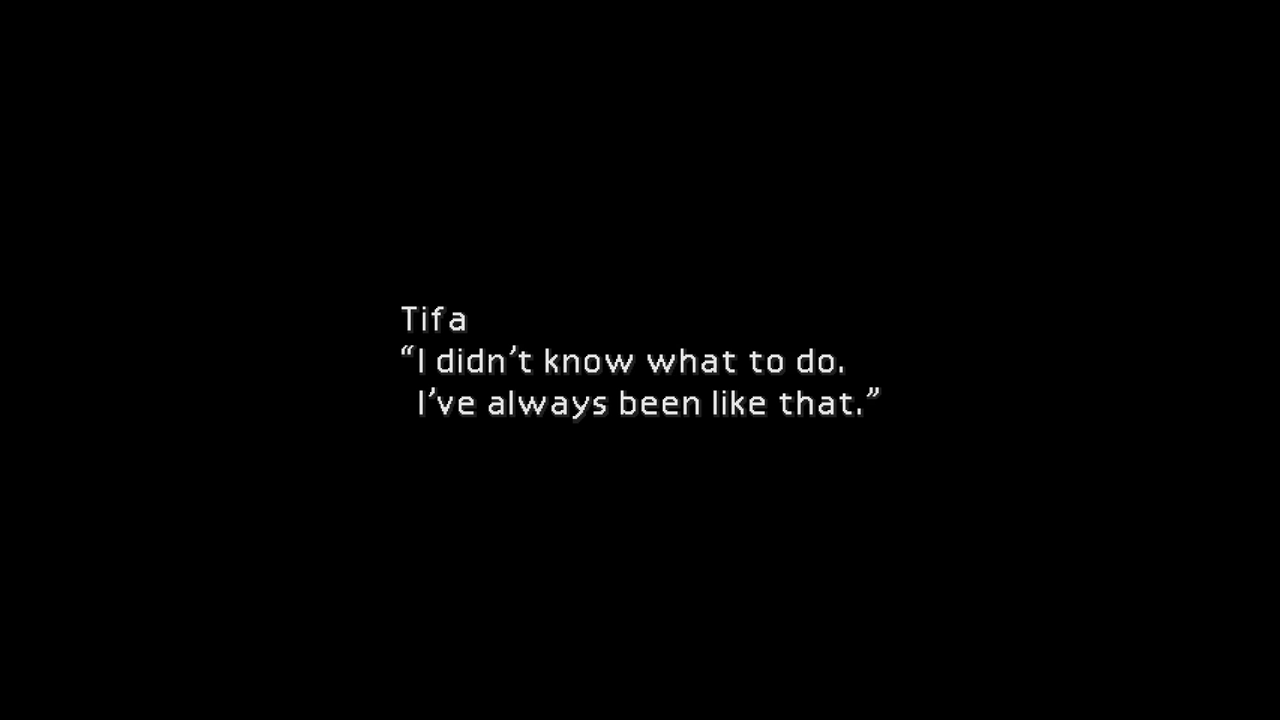 Tifa
“I didn’t know what to do.
I’ve always been like that.”